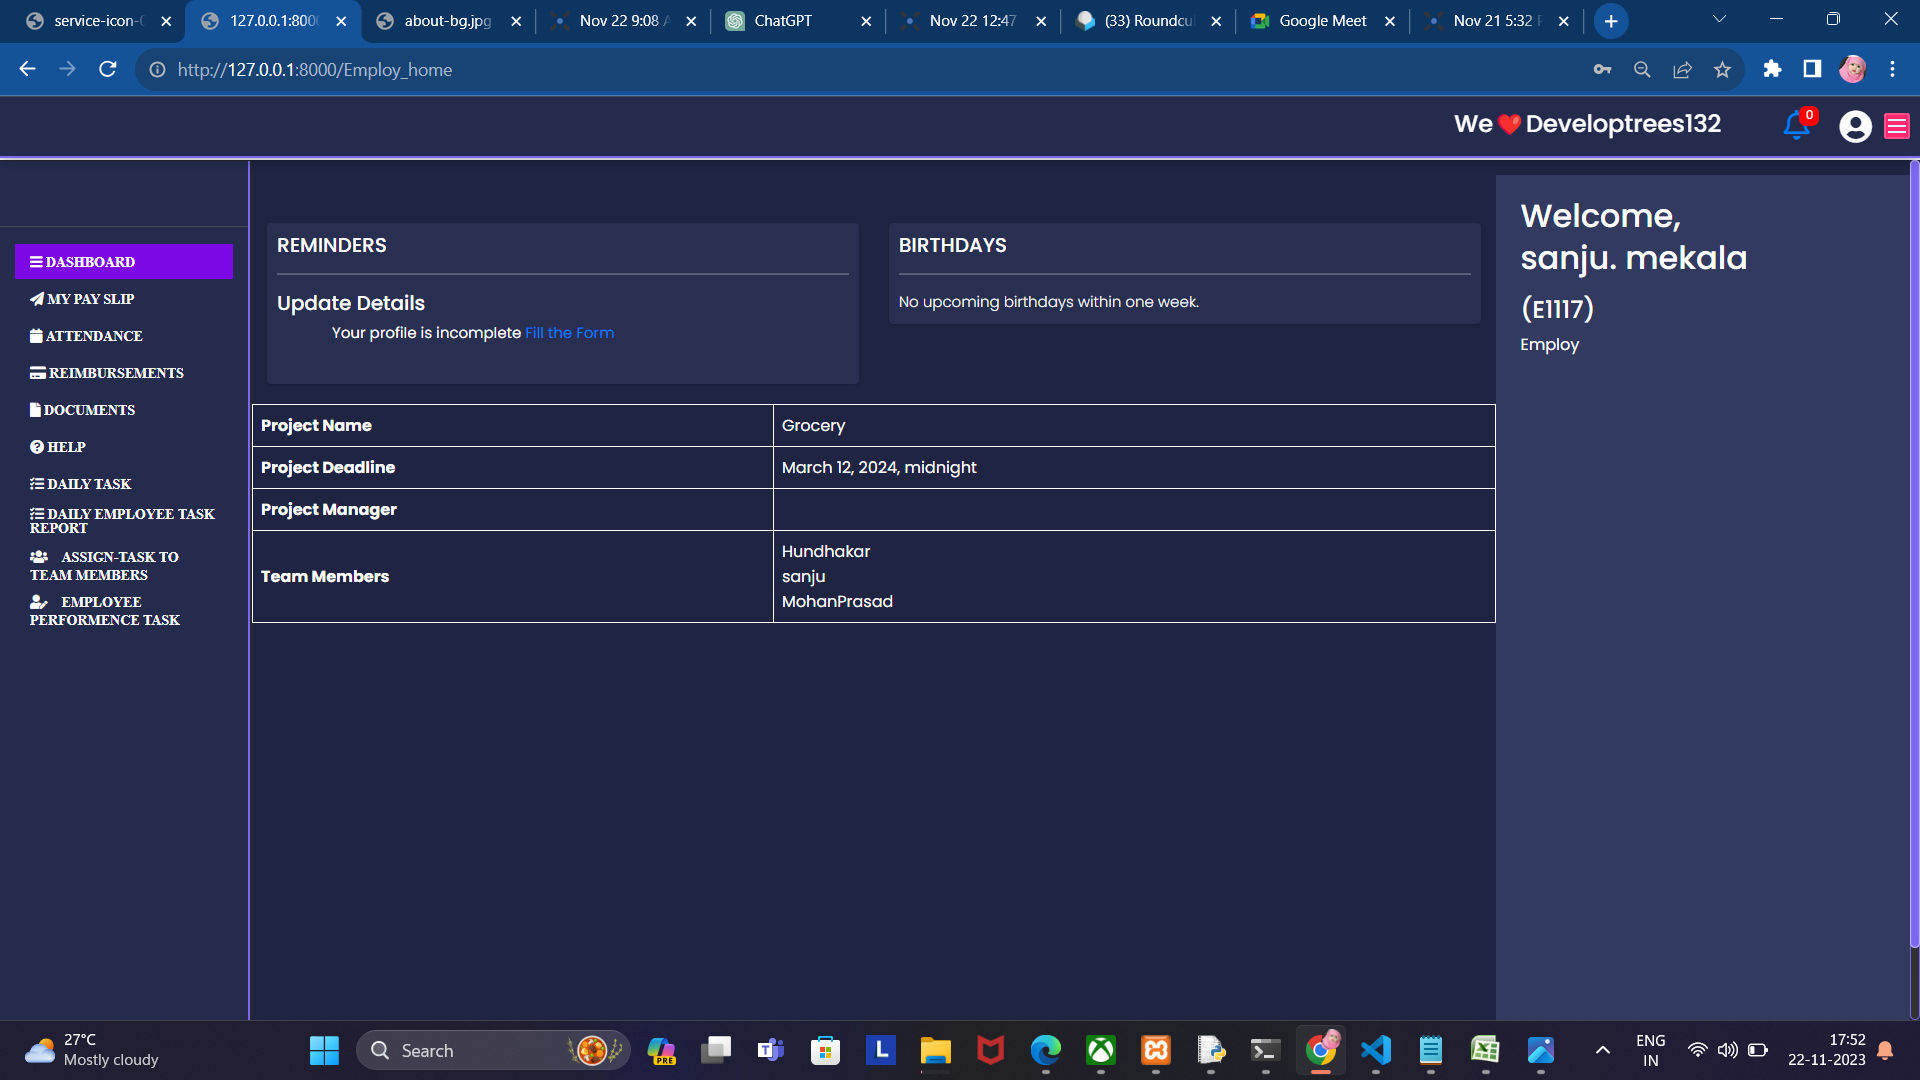 service-icon-
127.0.0.1:800
about-bg.jpg
Nov 22 9:08
ChatGPT
Nov 22 12:47
(33) Roundcu
Google Meet
Nov 21 5:32
http://127.0.0.1:8000/Employ_home
We❤️Developtrees132
0
DASHBOARD
MY PAY SLIP
ATTENDANCE
REIMBURSEMENTS
DOCUMENTS
HELP
DAILY TASK
DAILY EMPLOYEE TASK
REPORT
ASSIGN-TASK TO
TEAM MEMBERS
EMPLOYEE
PERFORMENCE TASK
REMINDERS
Update Details
Your profile is incomplete Fill the Form
BIRTHDAYS
No upcoming birthdays within one week.
Project Name Grocery
Project Deadline March 12, 2024, midnight
Project Manager
Team Members
Hundhakar
sanju
MohanPrasad
Welcome,
sanju. mekala
(E1117)
Employ
27°C
Mostly cloudy
Search
PRE
L
ENG
IN
17:52
22-11-2023